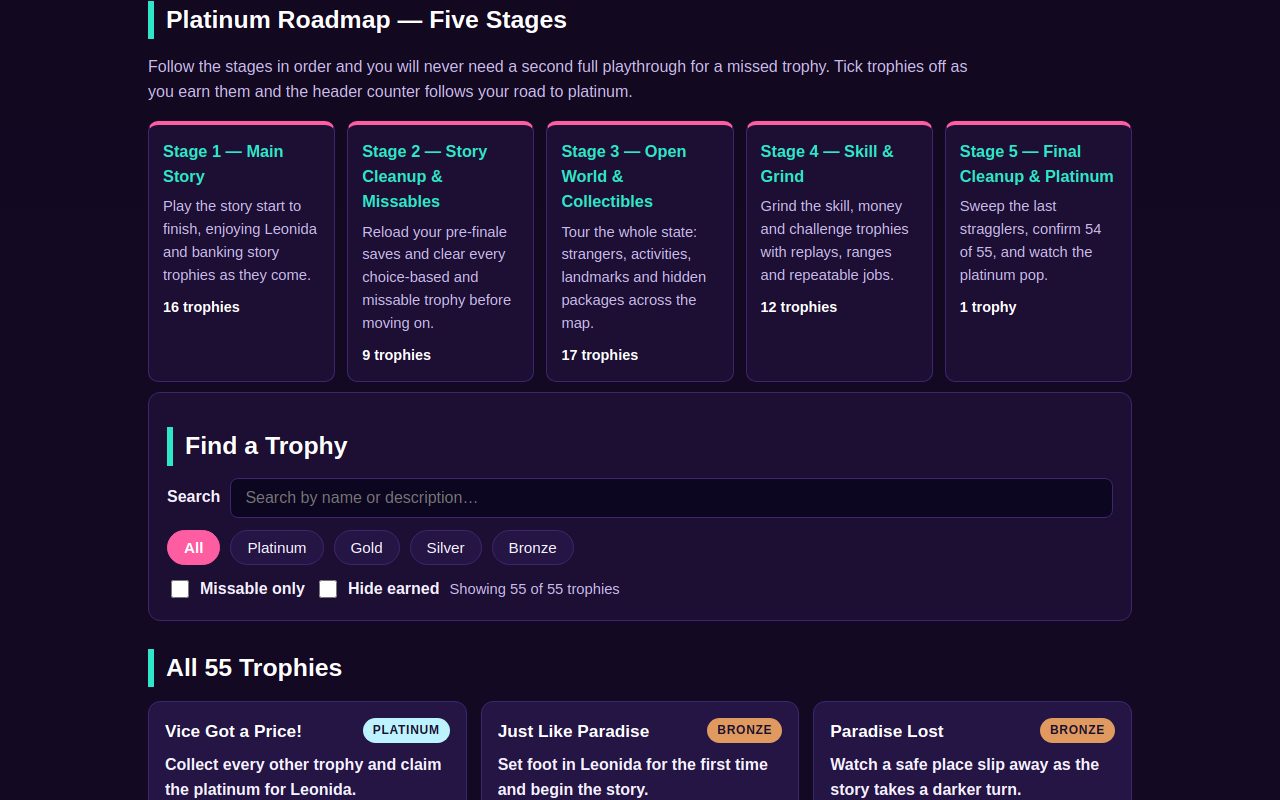 Platinum Roadmap — Five Stages
Follow the stages in order and you will never need a second full playthrough for a missed trophy. Tick trophies off as
you earn them and the header counter follows your road to platinum.
Stage 1 — Main
Story
Play the story start to
finish, enjoying Leonida
and banking story
trophies as they come.
16 trophies
Stage 2 — Story
Cleanup &
Missables
Reload your pre-finale
saves and clear every
choice-based and
missable trophy before
moving on.
9 trophies
Stage 3 — Open
World &
Collectibles
Tour the whole state:
strangers, activities,
landmarks and hidden
packages across the
map.
17 trophies
Stage 4 — Skill &
Grind
Grind the skill, money
and challenge trophies
with replays, ranges
and repeatable jobs.
12 trophies
Stage 5 — Final
Cleanup & Platinum
Sweep the last
stragglers, confirm 54
of 55, and watch the
platinum pop.
1 trophy
Find a Trophy
Search
Search by name or description…
All
Platinum
Gold
Silver
Bronze
Missable only
Hide earned
Showing 55 of 55 trophies
All 55 Trophies
Vice Got a Price!
PLATINUM
Collect every other trophy and claim
the platinum for Leonida.
Just Like Paradise
BRONZE
Set foot in Leonida for the first time
and begin the story.
Paradise Lost
BRONZE
Watch a safe place slip away as the
story takes a darker turn.